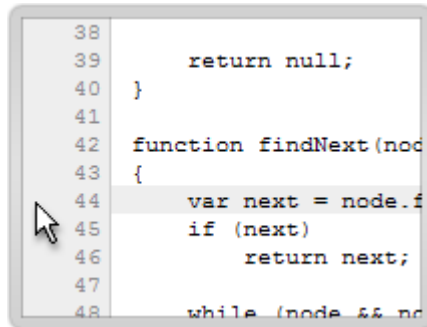 38
39 return null;
40 }
41
42 function findNext(nod
43 {
44 var next = node.f
45 if (next)
46 return next;
47
48 while (node && no